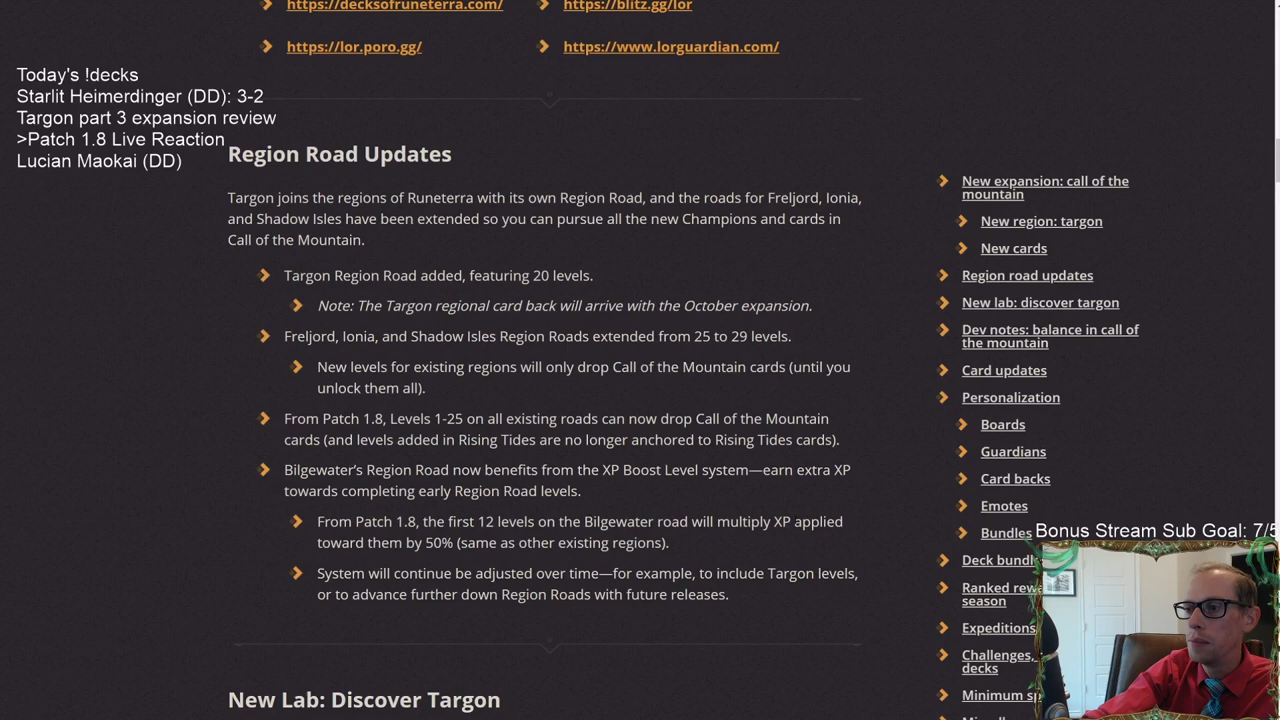 https://decksofruneterra.com/
https://blitz.gg/lor
https://lor.poro.gg/
https://www.lorguardian.com/
Today's !decks
Starlit Heimerdinger (DD): 3-2
Targon part 3 expansion review
>Patch 1.8 Live Reaction
Lucian Maokai (DD)
Region Road Updates
Targon joins the regions of Runeterra with its own Region Road, and the roads for Freljord, Ionia,
and Shadow Isles have been extended so you can pursue all the new Champions and cards in
Call of the Mountain.
Targon Region Road added, featuring 20 levels.
Note: The Targon regional card back will arrive with the October expansion.
Freljord, Ionia, and Shadow Isles Region Roads extended from 25 to 29 levels.
New levels for existing regions will only drop Call of the Mountain cards (until you
unlock them all).
From Patch 1.8, Levels 1-25 on all existing roads can now drop Call of the Mountain
cards (and levels added in Rising Tides are no longer anchored to Rising Tides cards).
Bilgewater's Region Road now benefits from the XP Boost Level system—earn extra XP
towards completing early Region Road levels.
From Patch 1.8, the first 12 levels on the Bilgewater road will multiply XP applied
toward them by 50% (same as other existing regions).
System will continue be adjusted over time—for example, to include Targon levels,
or to advance further down Region Roads with future releases.
New Lab: Discover Targon
New expansion: call of the
mountain
New region: targon
New cards
Region road updates
New lab: discover targon
Dev notes: balance in call of
the mountain
Card updates
Personalization
Boards
Guardians
Card backs
Emotes
Bundles
Bonus Stream Sub Goal: 7/5
Deck bundl
Ranked rew
season
Expeditions
Challenges,
decks
Minimum sp